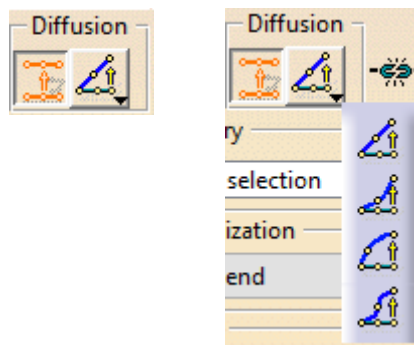 Diffusion
Diffusion
ry
selection
ization
end